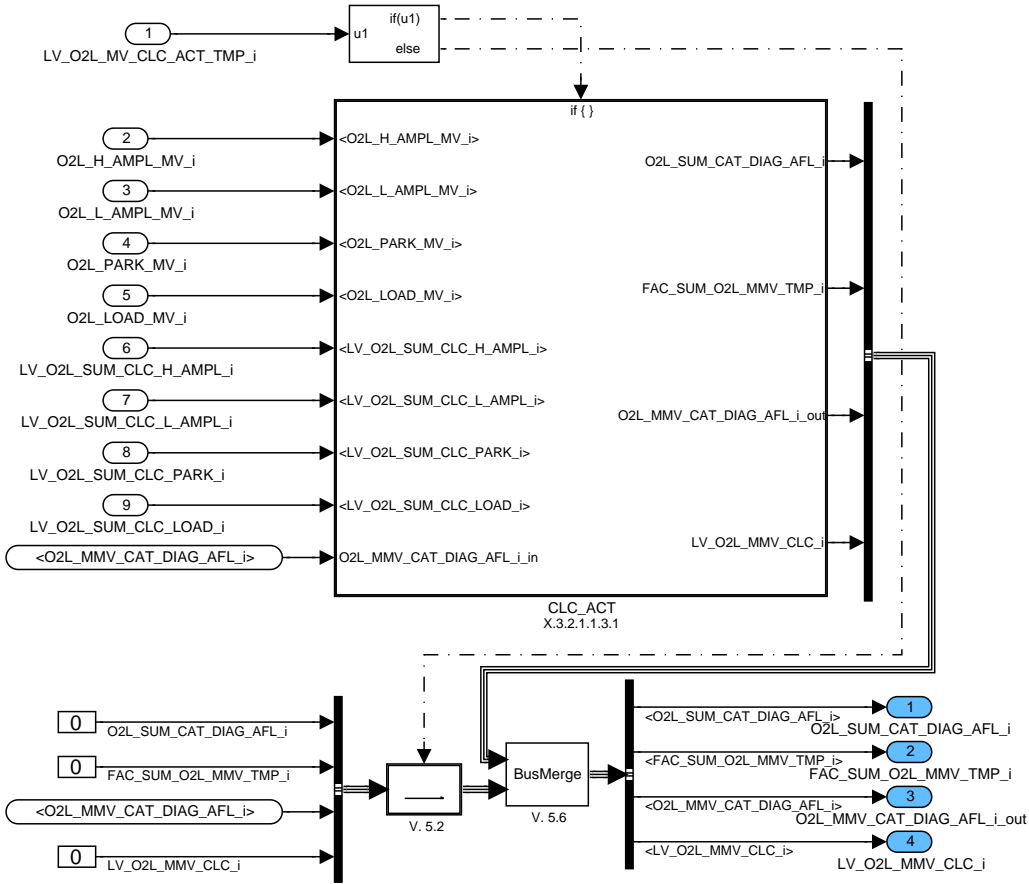 1
LV_O2L_MV_CLC_ACT_TMP_i
u1
if(u1)
else
if { }
2
O2L_H_AMPL_MV_i
<O2L_H_AMPL_MV_i>
3
O2L_L_AMPL_MV_i
<O2L_L_AMPL_MV_i>
4
O2L_PARK_MV_i
<O2L_PARK_MV_i>
5
O2L_LOAD_MV_i
<O2L_LOAD_MV_i>
6
LV_O2L_SUM_CLC_H_AMPL_i
<LV_O2L_SUM_CLC_H_AMPL_i>
7
LV_O2L_SUM_CLC_L_AMPL_i
<LV_O2L_SUM_CLC_L_AMPL_i>
8
LV_O2L_SUM_CLC_PARK_i
<LV_O2L_SUM_CLC_PARK_i>
9
LV_O2L_SUM_CLC_LOAD_i
<LV_O2L_SUM_CLC_LOAD_i>
<O2L_MMV_CAT_DIAG_AFL_i>
O2L_MMV_CAT_DIAG_AFL_i_in
O2L_SUM_CAT_DIAG_AFL_i
FAC_SUM_O2L_MMV_TMP_i
O2L_MMV_CAT_DIAG_AFL_i_out
LV_O2L_MMV_CLC_i
CLC_ACT
X.3.2.1.1.3.1
0
O2L_SUM_CAT_DIAG_AFL_i
0
FAC_SUM_O2L_MMV_TMP_i
<O2L_MMV_CAT_DIAG_AFL_i>
0
LV_O2L_MMV_CLC_i
V. 5.2
BusMerge
V. 5.6
<O2L_SUM_CAT_DIAG_AFL_i>
1
O2L_SUM_CAT_DIAG_AFL_i
<FAC_SUM_O2L_MMV_TMP_i>
2
FAC_SUM_O2L_MMV_TMP_i
<O2L_MMV_CAT_DIAG_AFL_i>
3
O2L_MMV_CAT_DIAG_AFL_i_out
<LV_O2L_MMV_CLC_i>
4
LV_O2L_MMV_CLC_i